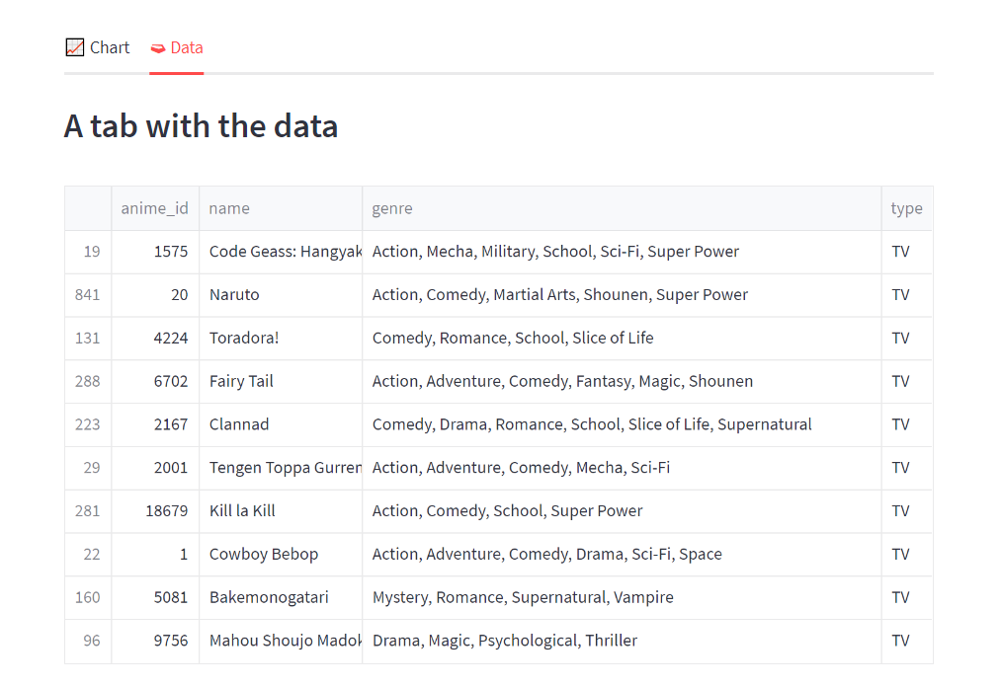 Chart Data
A tab with the data
anime_id name genre type
19 1575 Code Geass: Hangyak Action, Mecha, Military, School, Sci-Fi, Super Power TV
841 20 Naruto Action, Comedy, Martial Arts, Shounen, Super Power TV
131 4224 Toradora! Comedy, Romance, School, Slice of Life TV
288 6702 Fairy Tail Action, Adventure, Comedy, Fantasy, Magic, Shounen TV
223 2167 Clannad Comedy, Drama, Romance, School, Slice of Life, Supernatural TV
29 2001 Tengen Toppa Gurren Action, Adventure, Comedy, Mecha, Sci-Fi TV
281 18679 Kill la Kill Action, Comedy, School, Super Power TV
22 1 Cowboy Bebop Action, Adventure, Comedy, Drama, Sci-Fi, Space TV
160 5081 Bakemonogatari Mystery, Romance, Supernatural, Vampire TV
96 9756 Mahou Shoujo Madok Drama, Magic, Psychological, Thriller TV